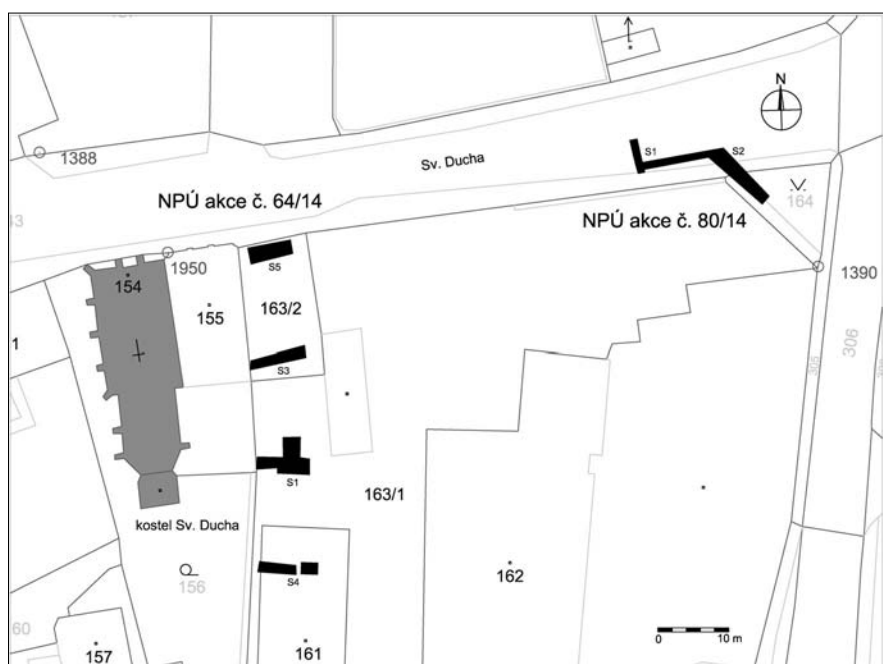 N
S1
S2
1388
Sv. Ducha
164
NPÚ akce č. 64/14
NPÚ akce č. 80/14
43
1950
S5
154
1390
155
163/2
1
306
305
S3
S1
163/1
kostel Sv. Ducha
S4
156
162
60
0 10 m
157
161